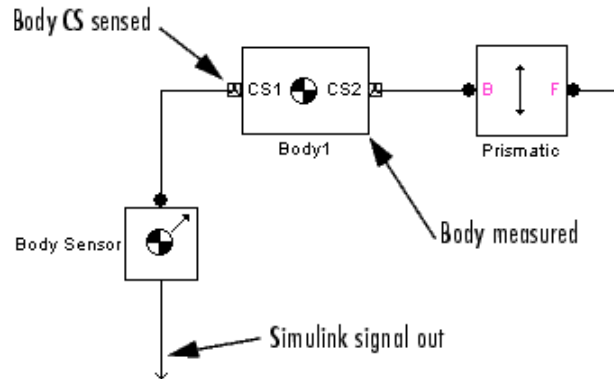 Body CS sensed
CS1 CS2
B F
Body1
Prismatic
Body Sensor
Body measured
Simulink signal out